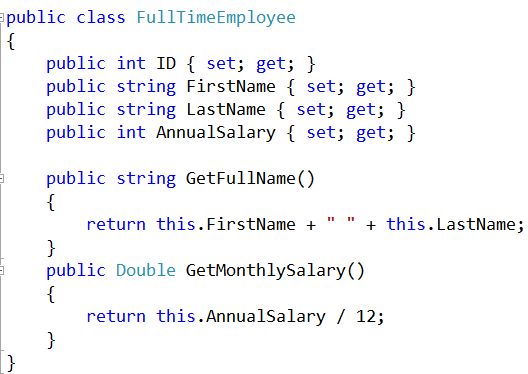 public class FullTimeEmployee
{
    public int ID { set; get; }
    public string FirstName { set; get; }
    public string LastName { set; get; }
    public int AnnualSalary { set; get; }

    public string GetFullName()
    {
        return this.FirstName + " " + this.LastName;
    }
    public Double GetMonthlySalary()
    {
        return this.AnnualSalary / 12;
    }
}